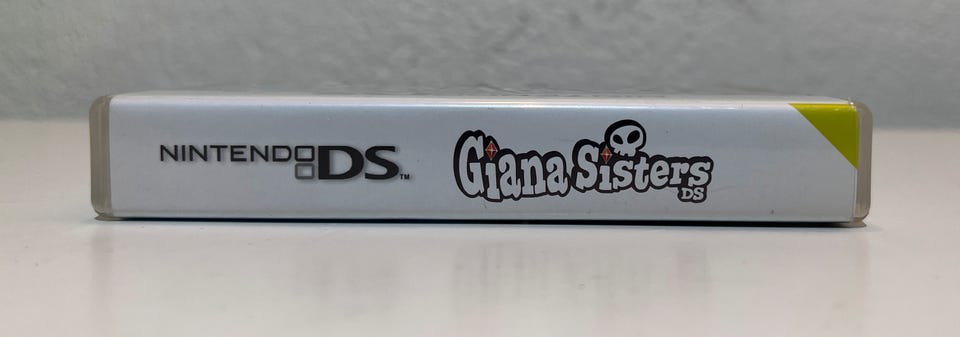 NINTENDO DS™
Giana Sisters
DS